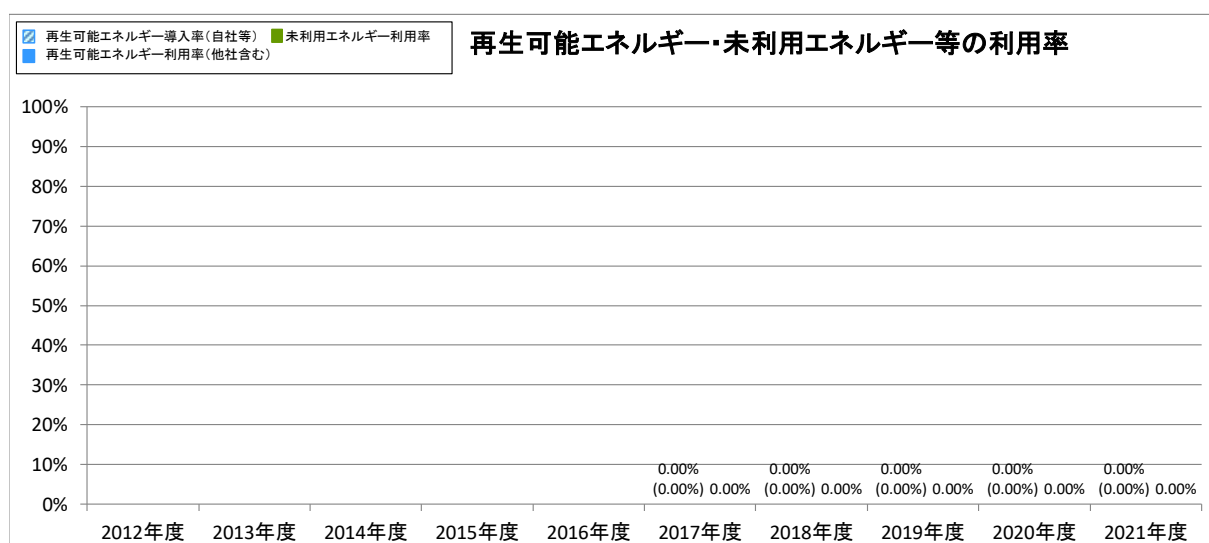 再生可能エネルギー導入率（自社等） 未利用エネルギー利用率
再生可能エネルギー利用率（他社含む）
再生可能エネルギー・未利用エネルギー等の利用率
100%
90%
80%
70%
60%
50%
40%
30%
20%
10%
0%
0.00% 0.00% 0.00% 0.00% 0.00%
(0.00%) 0.00% (0.00%) 0.00% (0.00%) 0.00% (0.00%) 0.00% (0.00%) 0.00%
2012年度 2013年度 2014年度 2015年度 2016年度 2017年度 2018年度 2019年度 2020年度 2021年度